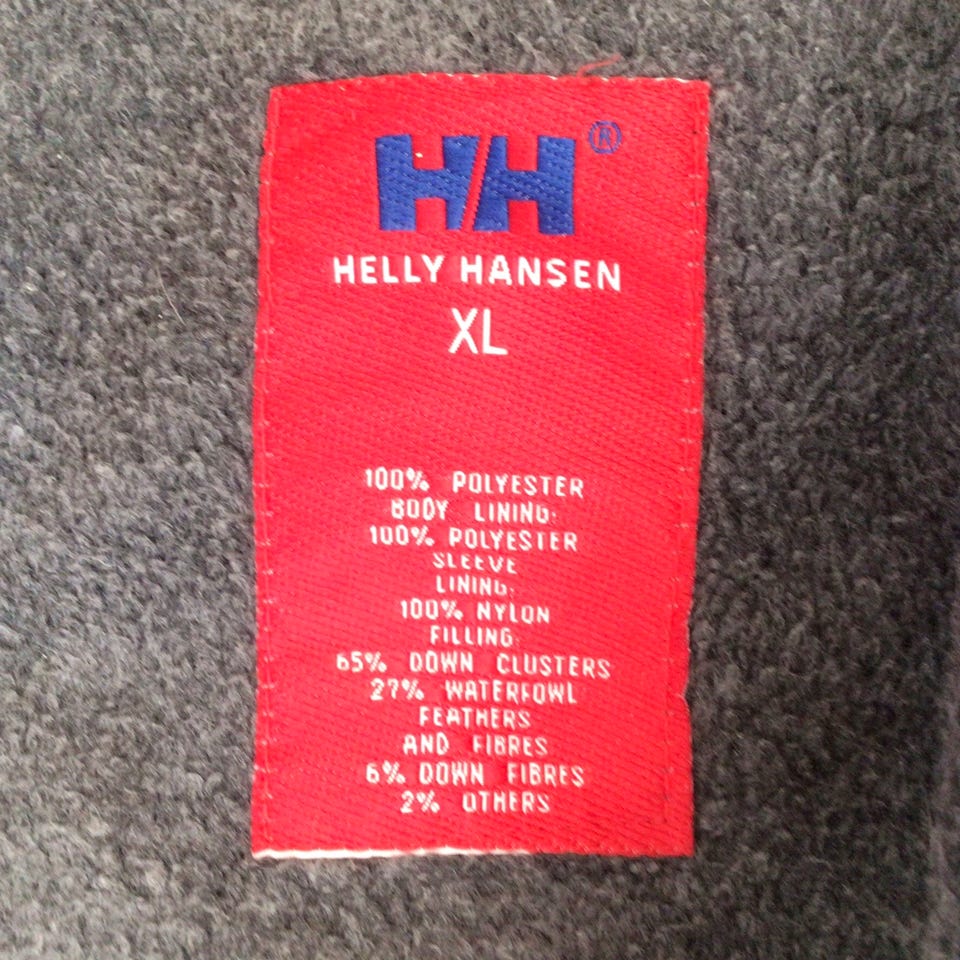 HH®
HELLY HANSEN
XL
100% POLYESTER
BODY LINING:
100% POLYESTER
SLEEVE
LINING:
100% NYLON
FILLING:
65% DOWN CLUSTERS
27% WATERFOWL
FEATHERS
AND FIBRES
6% DOWN FIBRES
2% OTHERS